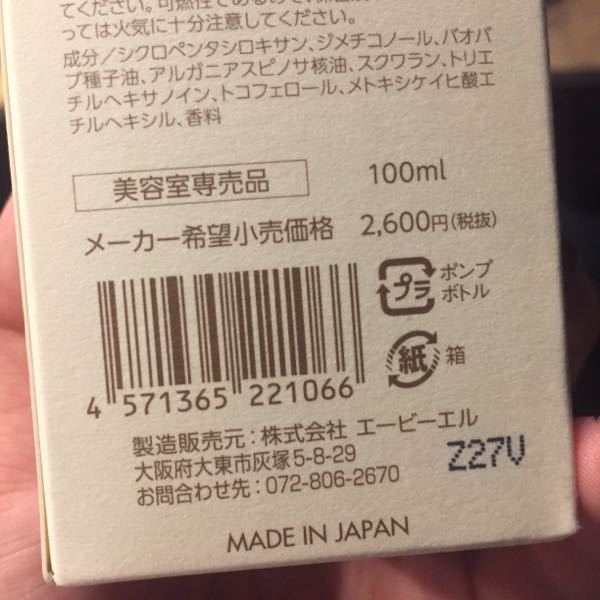 てください。可燃性であるので、保管
っては火気に十分注意してください。
成分／シクロペンタシロキサン、ジメチコノール、バオバ
ブ種子油、アルガニアスピノサ核油、スクワラン、トリエ
チルヘキサノイン、トコフェロール、メトキシケイヒ酸エ
チルヘキシル、香料
美容室専売品 100ml
メーカー希望小売価格 2,600円(税抜)
プラ ポンプ
ボトル
紙 箱
4 571365 221066
製造販売元：株式会社 エービーエル
大阪府大東市灰塚5-8-29
お問合わせ先：072-806-2670
Z27V
MADE IN JAPAN